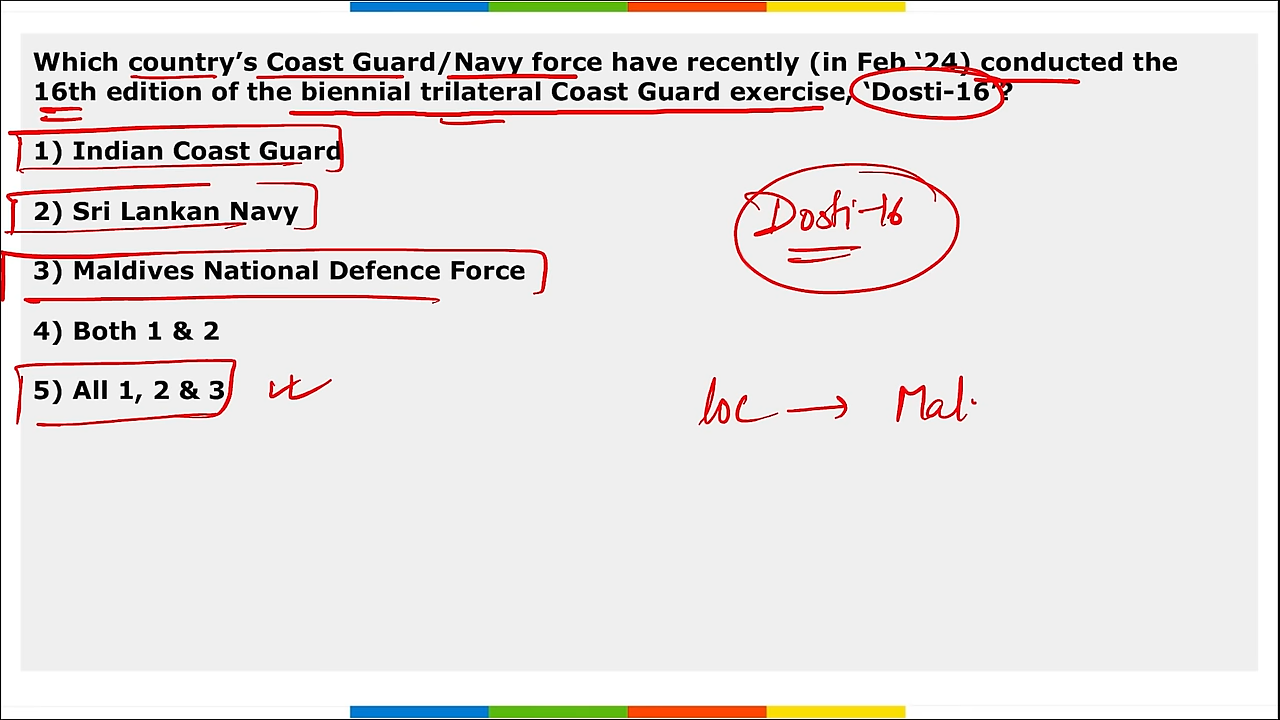 Which country’s Coast Guard/Navy force have recently (in Feb ‘24) conducted the
16th edition of the biennial trilateral Coast Guard exercise, ‘Dosti-16’?
1) Indian Coast Guard
2) Sri Lankan Navy
Dosti-16
3) Maldives National Defence Force
4) Both 1 & 2
5) All 1, 2 & 3
loc → Mal